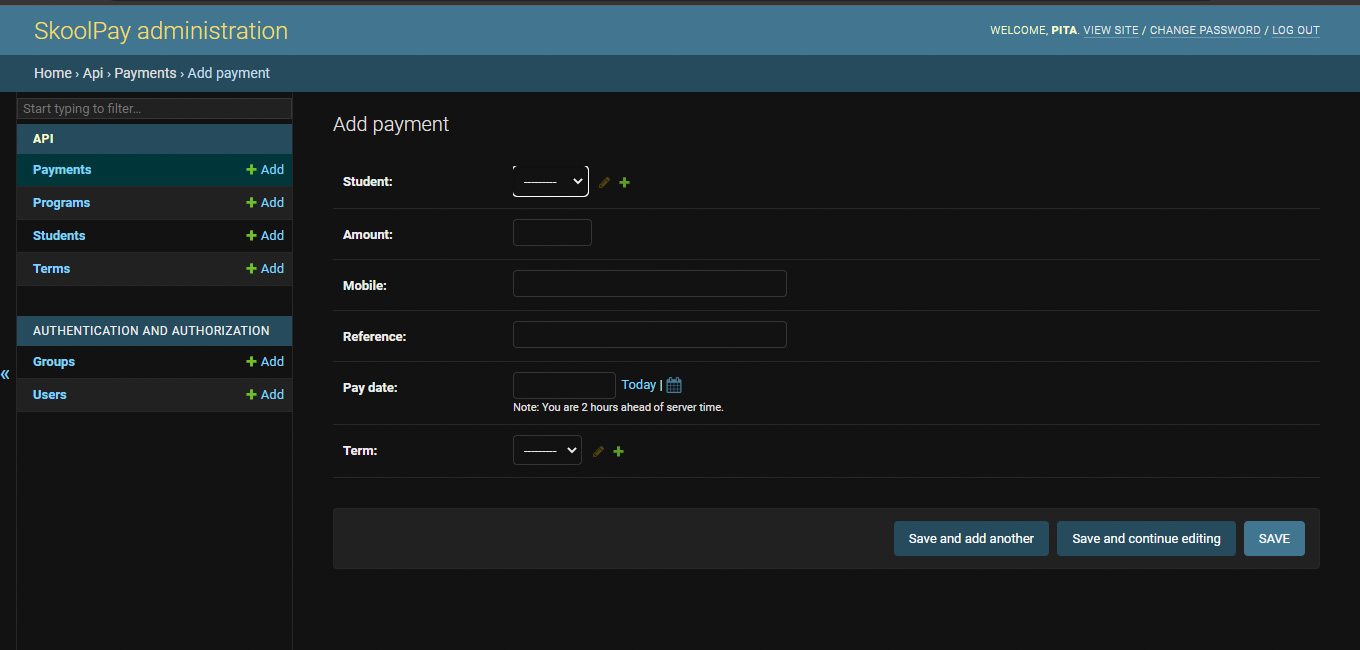 SkoolPay administration
WELCOME, PITA. VIEW SITE / CHANGE PASSWORD / LOG OUT
Home › Api › Payments › Add payment
Start typing to filter...
API
Payments + Add
Programs + Add
Students + Add
Terms + Add
AUTHENTICATION AND AUTHORIZATION
Groups + Add
Users + Add
«
Add payment
Student: ---------
Amount:
Mobile:
Reference:
Pay date: Today |
Note: You are 2 hours ahead of server time.
Term: ---------
Save and add another Save and continue editing SAVE